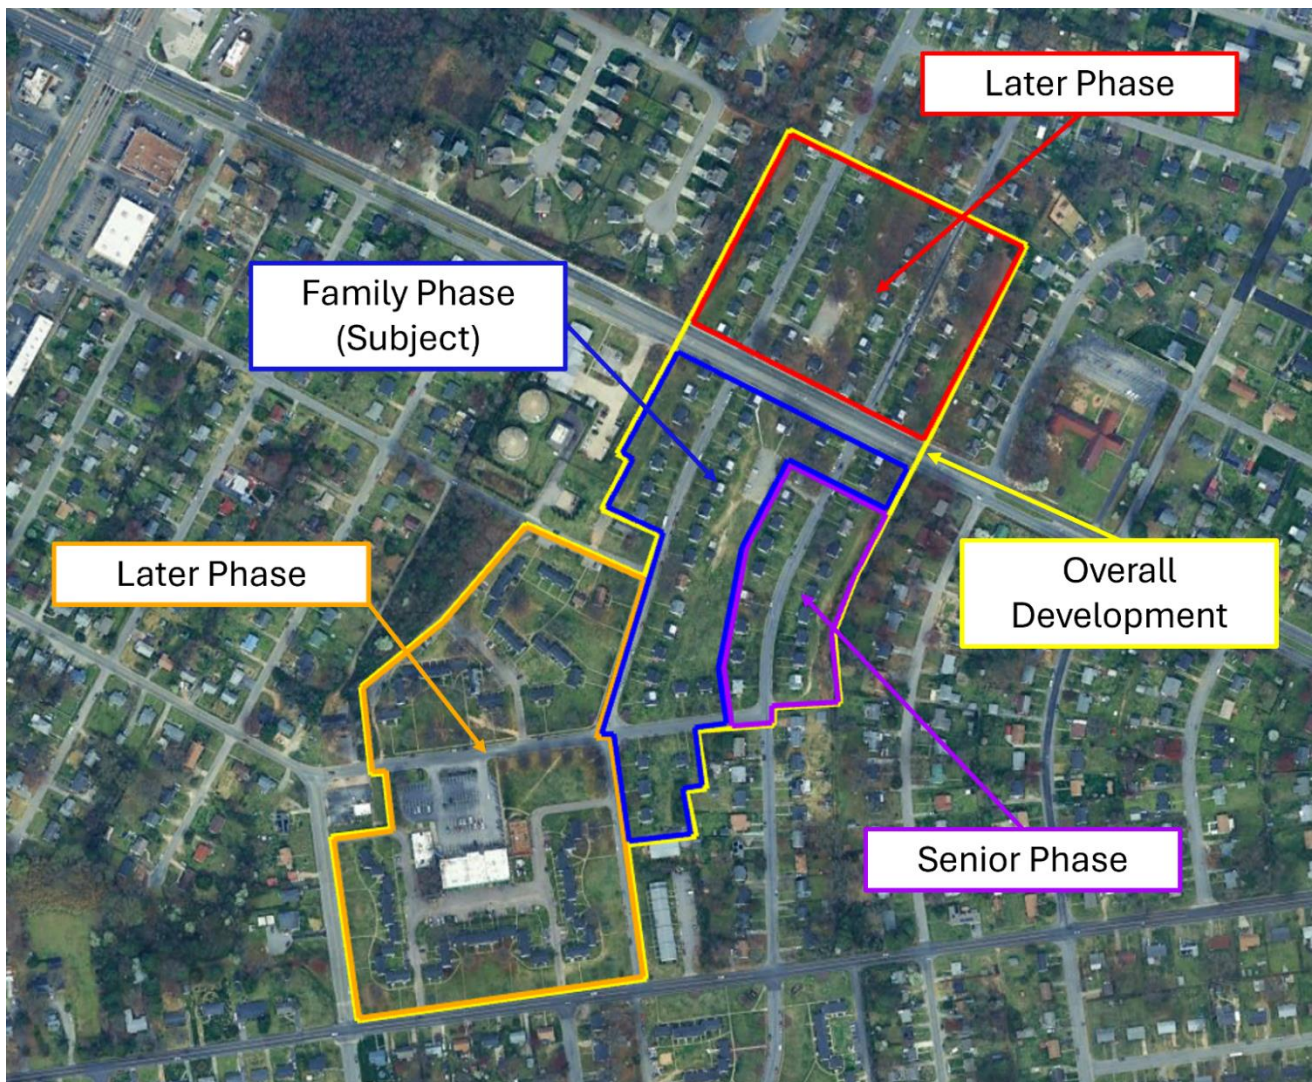 Later Phase
Family Phase
(Subject)
Later Phase
Overall
Development
Senior Phase